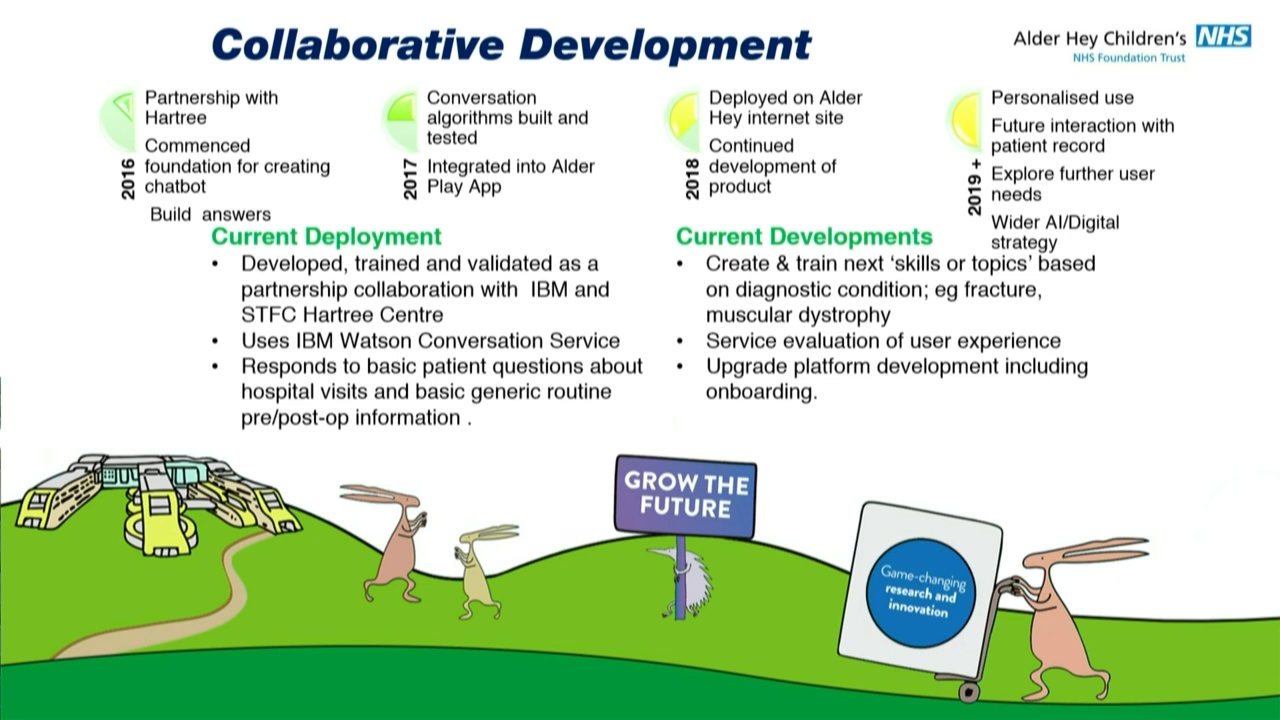 Collaborative Development
Alder Hey Children's NHS
NHS Foundation Trust
2016
Partnership with
Hartree
Commenced
foundation for creating
chatbot
Build answers
2017
Conversation
algorithms built and
tested
Integrated into Alder
Play App
2018
Deployed on Alder
Hey internet site
Continued
development of
product
2019 +
Personalised use
Future interaction with
patient record
Explore further user
needs
Wider AI/Digital
strategy
Current Deployment
• Developed, trained and validated as a
partnership collaboration with IBM and
STFC Hartree Centre
• Uses IBM Watson Conversation Service
• Responds to basic patient questions about
hospital visits and basic generic routine
pre/post-op information .
Current Developments
• Create & train next ‘skills or topics’ based
on diagnostic condition; eg fracture,
muscular dystrophy
• Service evaluation of user experience
• Upgrade platform development including
onboarding.
GROW THE
FUTURE
Game-changing
research and
innovation